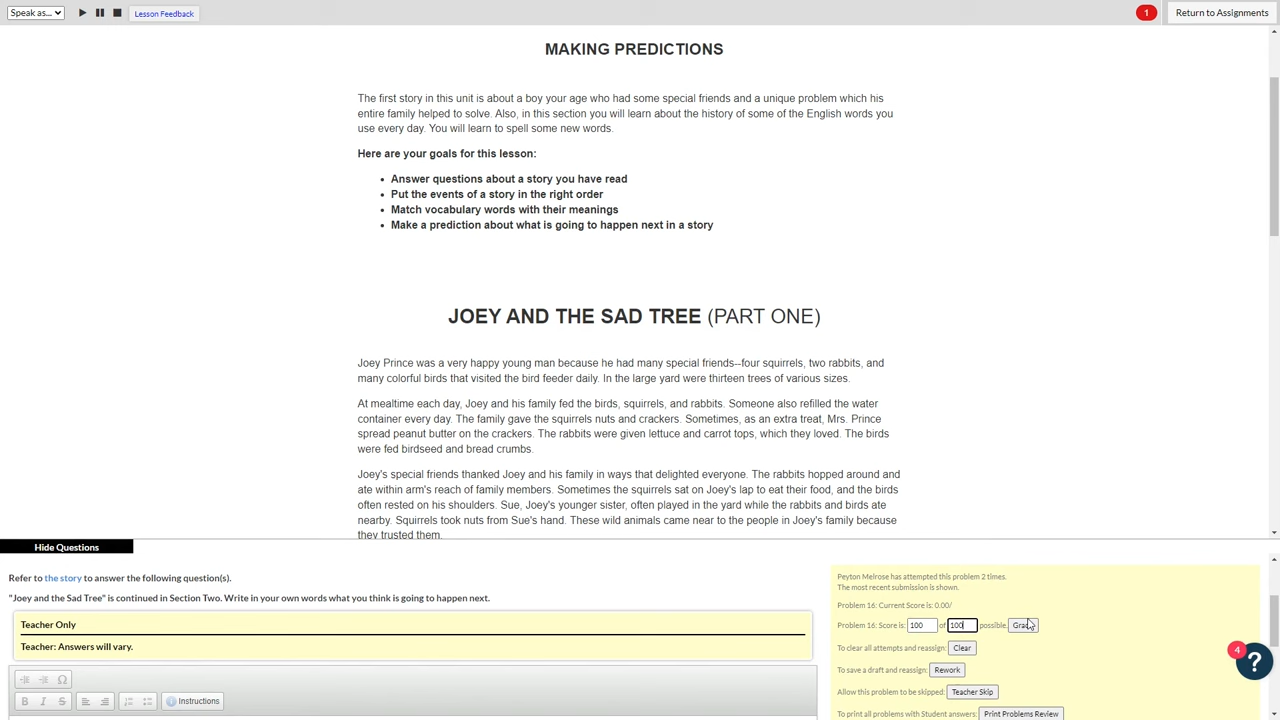 Speak as...
Lesson Feedback
1
Return to Assignments
MAKING PREDICTIONS
The first story in this unit is about a boy your age who had some special friends and a unique problem which his
entire family helped to solve. Also, in this section you will learn about the history of some of the English words you
use every day. You will learn to spell some new words.
Here are your goals for this lesson:
• Answer questions about a story you have read
• Put the events of a story in the right order
• Match vocabulary words with their meanings
• Make a prediction about what is going to happen next in a story
JOEY AND THE SAD TREE (PART ONE)
Joey Prince was a very happy young man because he had many special friends--four squirrels, two rabbits, and
many colorful birds that visited the bird feeder daily. In the large yard were thirteen trees of various sizes.
At mealtime each day, Joey and his family fed the birds, squirrels, and rabbits. Someone also refilled the water
container every day. The family gave the squirrels nuts and crackers. Sometimes, as an extra treat, Mrs. Prince
spread peanut butter on the crackers. The rabbits were given lettuce and carrot tops, which they loved. The birds
were fed birdseed and bread crumbs.
Joey's special friends thanked Joey and his family in ways that delighted everyone. The rabbits hopped around and
ate within arm's reach of family members. Sometimes the squirrels sat on Joey's lap to eat their food, and the birds
often rested on his shoulders. Sue, Joey's younger sister, often played in the yard while the rabbits and birds ate
nearby. Squirrels took nuts from Sue's hand. These wild animals came near to the people in Joey's family because
they trusted them.
Hide Questions
Refer to the story to answer the following question(s).
"Joey and the Sad Tree" is continued in Section Two. Write in your own words what you think is going to happen next.
Teacher Only
Teacher: Answers will vary.
Ω
B I S
Instructions
Peyton Melrose has attempted this problem 2 times.
The most recent submission is shown.
Problem 16: Current Score is: 0.00/
Problem 16: Score is: 100 of 100 possible. Grade
To clear all attempts and reassign: Clear
To save a draft and reassign: Rework
Allow this problem to be skipped: Teacher Skip
To print all problems with Student answers: Print Problems Review
4
?